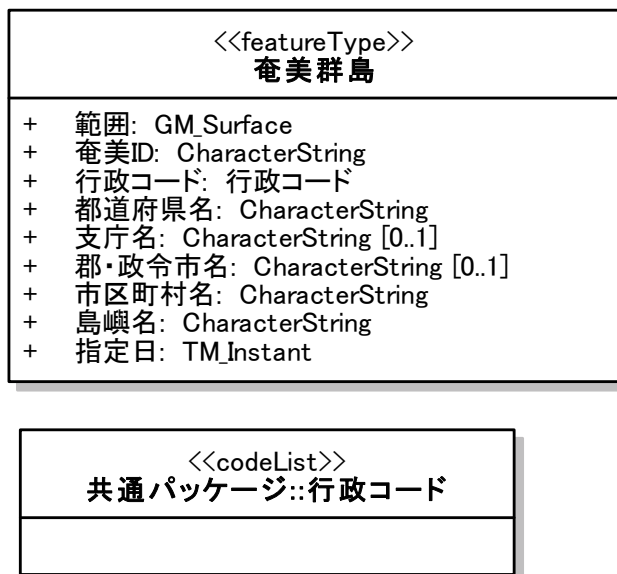 <<featureType>>
奄美群島
+ 範囲: GM_Surface
+ 奄美ID: CharacterString
+ 行政コード: 行政コード
+ 都道府県名: CharacterString
+ 支庁名: CharacterString [0..1]
+ 郡・政令市名: CharacterString [0..1]
+ 市区町村名: CharacterString
+ 島嶼名: CharacterString
+ 指定日: TM_Instant
<<codeList>>
共通パッケージ::行政コード